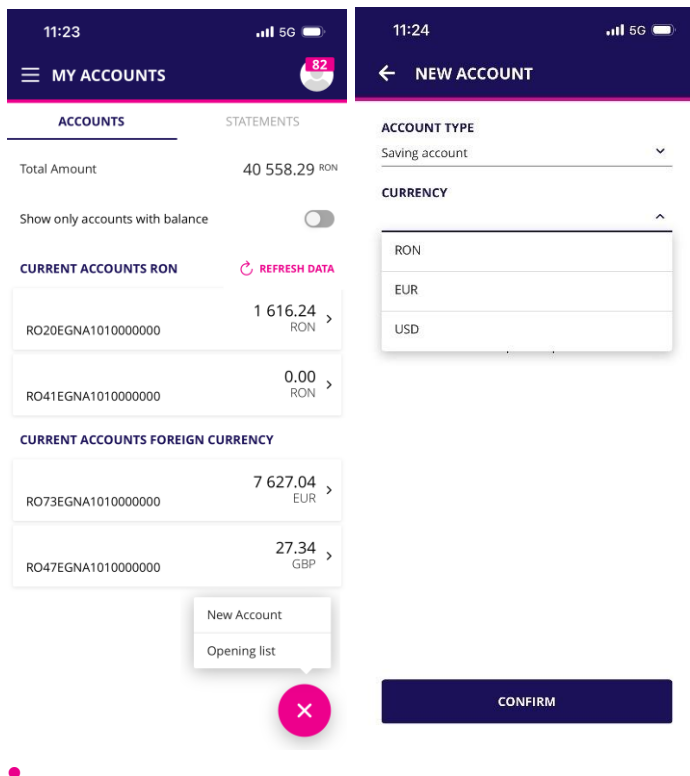 11:23
5G
MY ACCOUNTS
82
ACCOUNTS
STATEMENTS
Total Amount
40 558.29 RON
Show only accounts with balance
CURRENT ACCOUNTS RON
REFRESH DATA
1 616.24
RO20EGNA1010000000
RON
0.00
RO41EGNA1010000000
RON
CURRENT ACCOUNTS FOREIGN CURRENCY
7 627.04
RO73EGNA1010000000
EUR
27.34
RO47EGNA1010000000
GBP
New Account
Opening list
11:24
5G
NEW ACCOUNT
ACCOUNT TYPE
Saving account
CURRENCY
RON
EUR
USD
CONFIRM